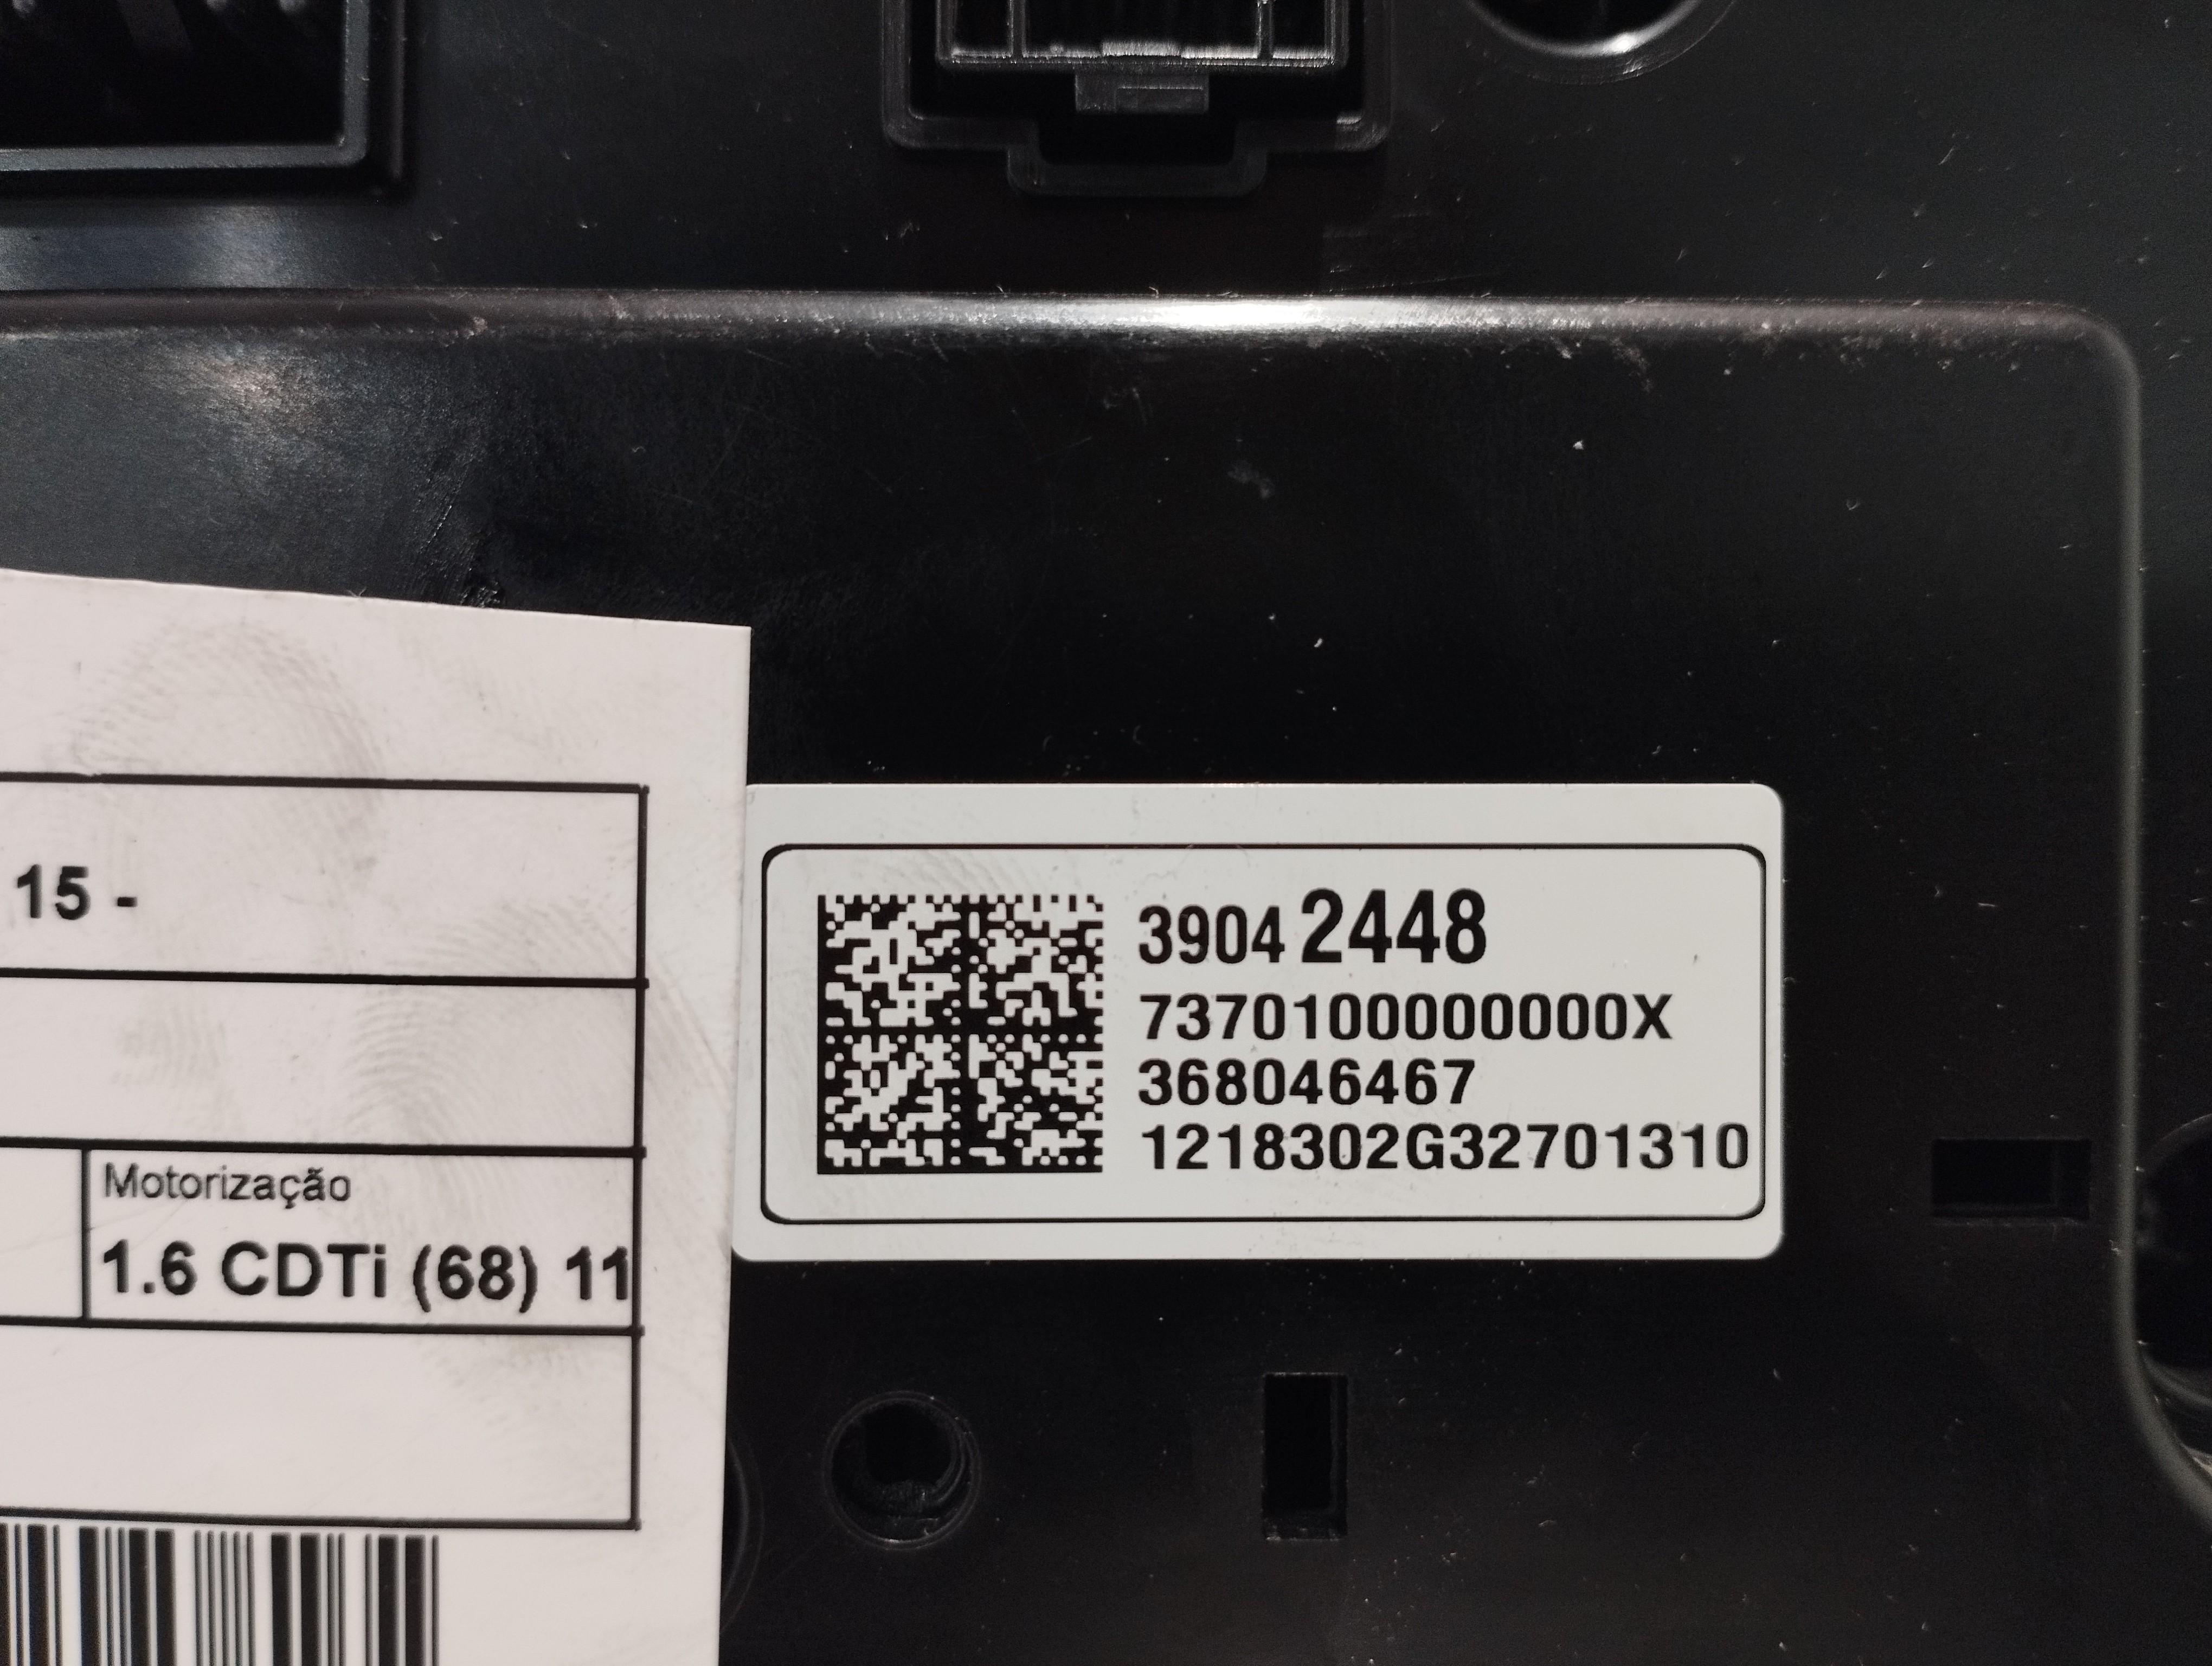 15 -
Motorização
1.6 CDTi (68) 11
39042448
7370100000000X
368046467
1218302G32701310